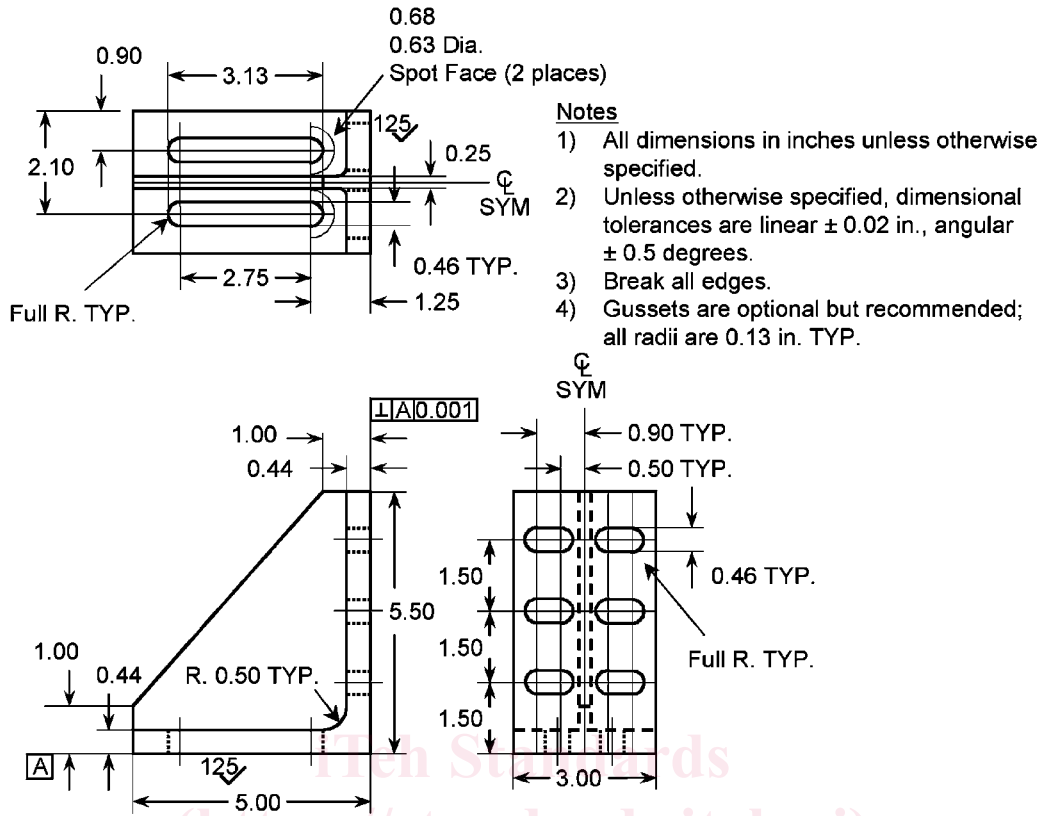 0.68
0.63 Dia.
Spot Face (2 places)
0.90
3.13
125
2.10
0.25
℄
SYM
0.46 TYP.
2.75
1.25
Full R. TYP.
Notes
1) All dimensions in inches unless otherwise
specified.
2) Unless otherwise specified, dimensional
tolerances are linear ± 0.02 in., angular
± 0.5 degrees.
3) Break all edges.
4) Gussets are optional but recommended;
all radii are 0.13 in. TYP.
℄
SYM
⊥ A 0.001
1.00
0.44
0.90 TYP.
0.50 TYP.
1.50
0.46 TYP.
5.50
1.50
Full R. TYP.
1.00
0.44
R. 0.50 TYP.
1.50
A
125
5.00
3.00
iTeh Standards